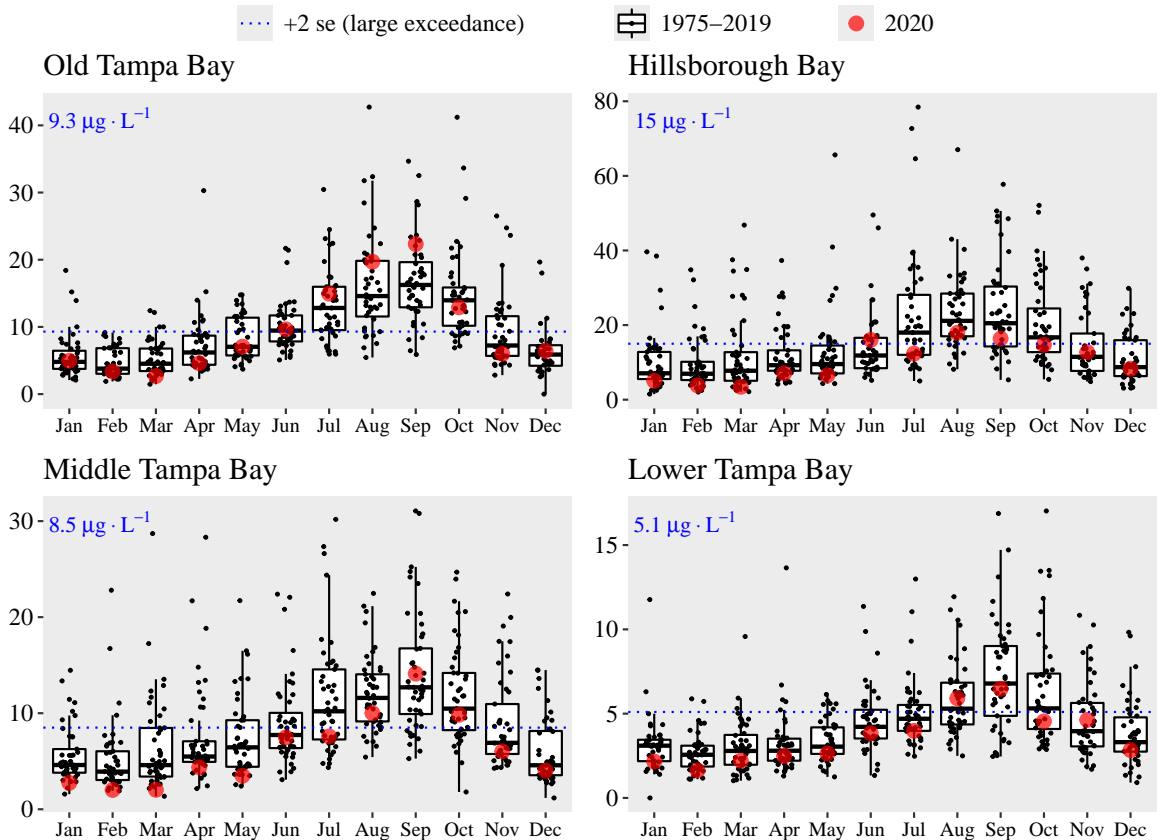 +2 se (large exceedance) 1975−2019 2020
Old Tampa Bay
9.3 μg · L⁻¹
40
30
20
10
0
Jan Feb Mar Apr May Jun Jul Aug Sep Oct Nov Dec
Hillsborough Bay
15 μg · L⁻¹
80
60
40
20
0
Jan Feb Mar Apr May Jun Jul Aug Sep Oct Nov Dec
Middle Tampa Bay
8.5 μg · L⁻¹
30
20
10
0
Jan Feb Mar Apr May Jun Jul Aug Sep Oct Nov Dec
Lower Tampa Bay
5.1 μg · L⁻¹
15
10
5
0
Jan Feb Mar Apr May Jun Jul Aug Sep Oct Nov Dec